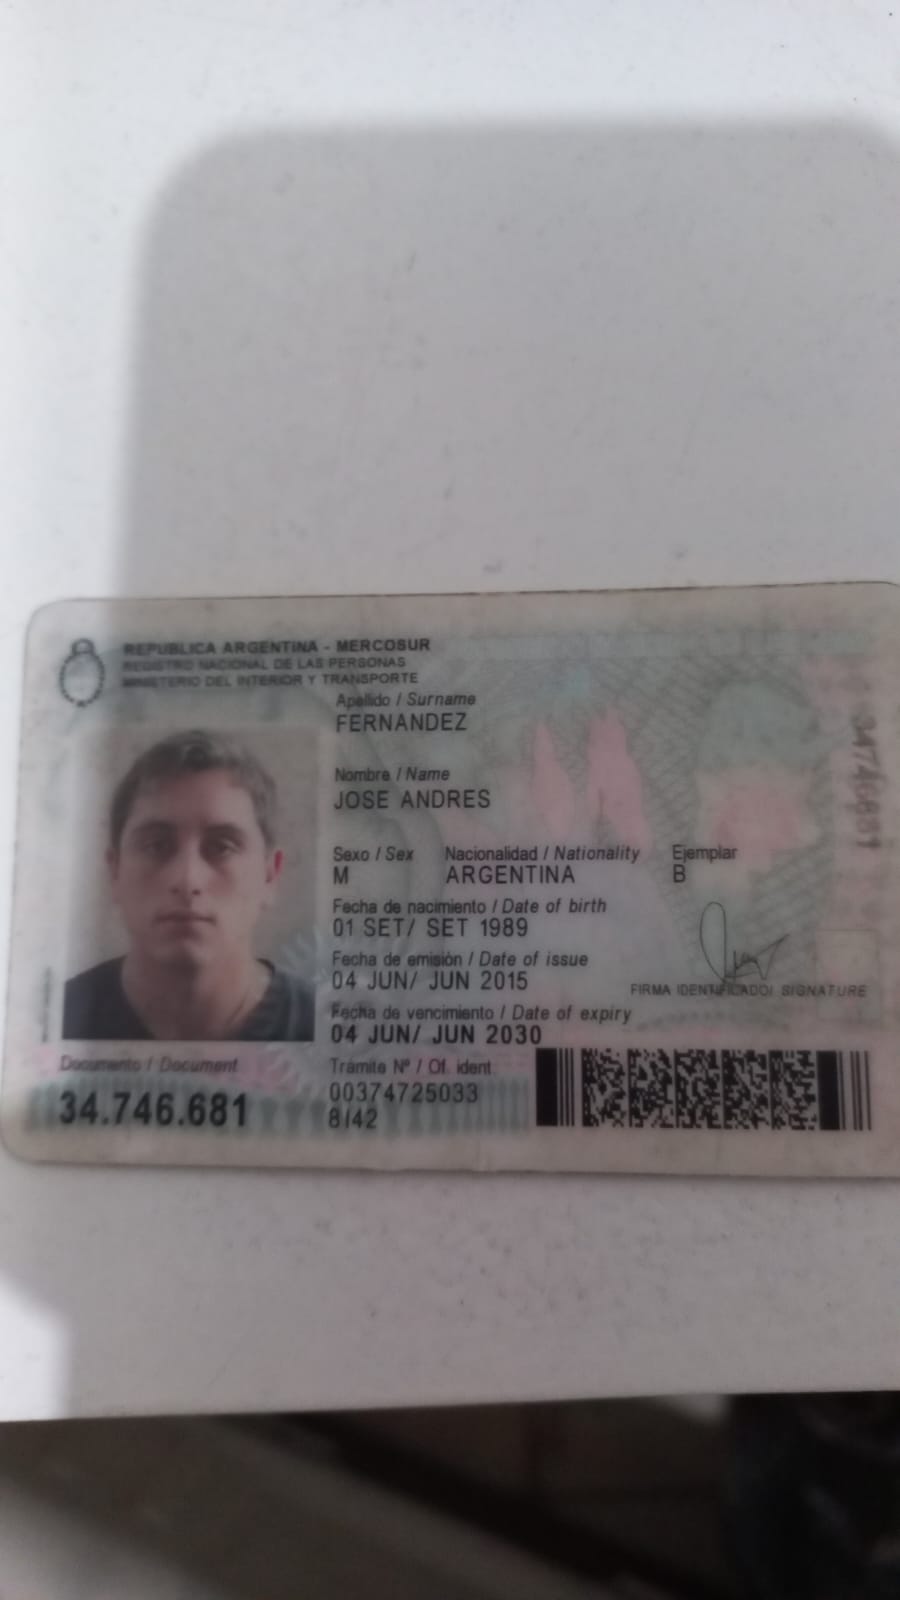 REPUBLICA ARGENTINA - MERCOSUR
REGISTRO NACIONAL DE LAS PERSONAS
MINISTERIO DEL INTERIOR Y TRANSPORTE
Apellido / Surname
FERNANDEZ
Nombre / Name
JOSE ANDRES
Sexo / Sex Nacionalidad / Nationality Ejemplar
M ARGENTINA B
Fecha de nacimiento / Date of birth
01 SET/ SET 1989
Fecha de emisión / Date of issue
04 JUN/ JUN 2015
FIRMA IDENTIFICADO/ SIGNATURE
Fecha de vencimiento / Date of expiry
04 JUN/ JUN 2030
Documento / Document
34.746.681
Trámite Nº / Of. ident.
00374725033
8142
34746681